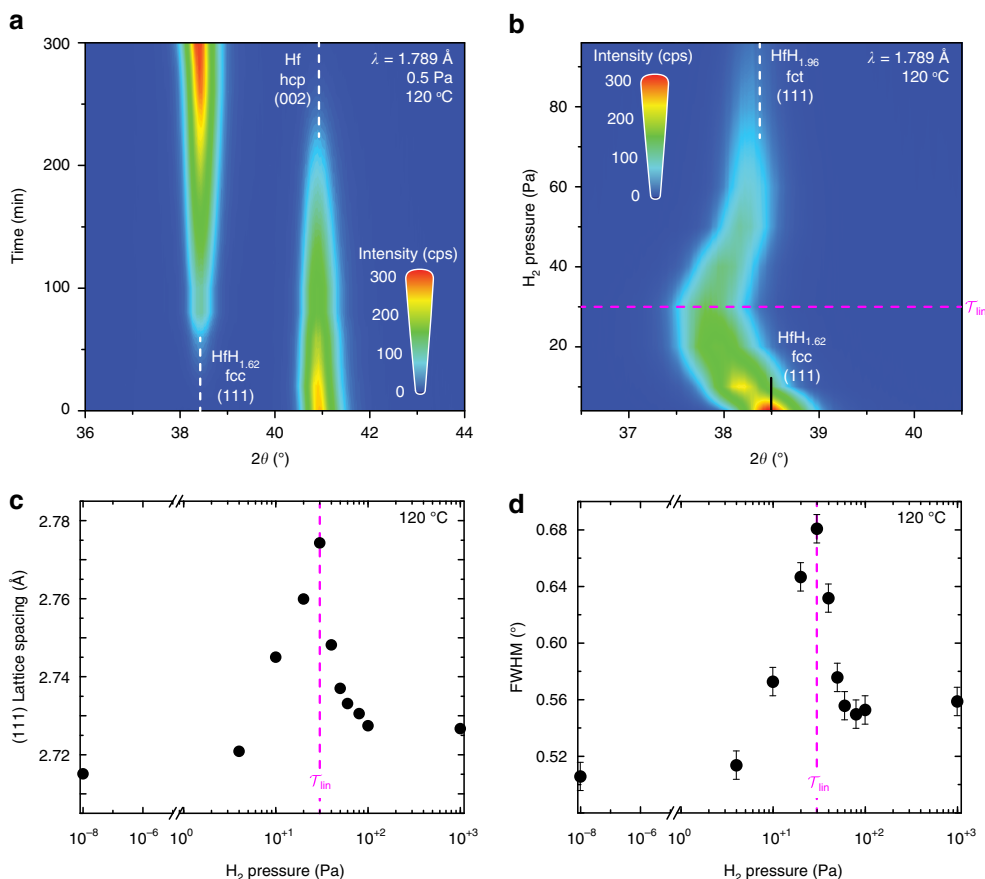 a
300
200
100
0
Time (min)
36
38
40
42
44
2θ (°)
Hf
hcp
(002)
λ = 1.789 Å
0.5 Pa
120 °C
Intensity (cps)
300
200
100
0
HfH1.62
fcc
(111)
b
Intensity (cps)
300
200
100
0
HfH1.96
fct
(111)
λ = 1.789 Å
120 °C
80
60
40
20
H2 pressure (Pa)
𝒯lin
HfH1.62
fcc
(111)
37
38
39
40
2θ (°)
c
120 °C
2.78
2.76
2.74
2.72
(111) Lattice spacing (Å)
𝒯lin
10−8
10−6
100
10+1
10+2
10+3
H2 pressure (Pa)
d
120 °C
0.68
0.64
0.60
0.56
0.52
FWHM (°)
𝒯lin
10−8
10−6
100
10+1
10+2
10+3
H2 pressure (Pa)